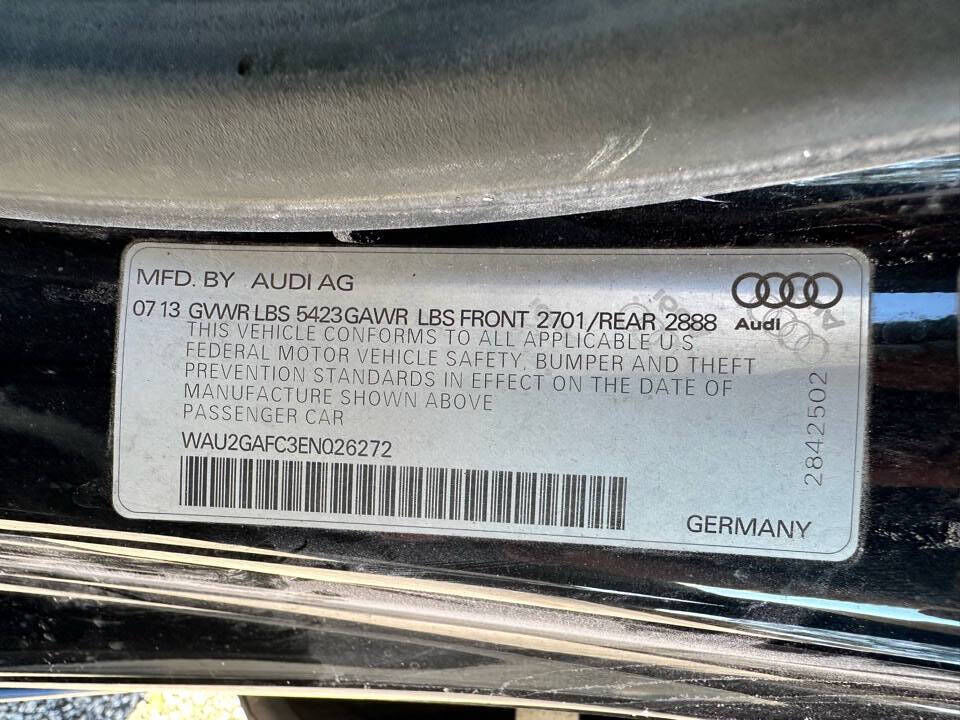 MFD. BY AUDI AG
07 13 GVWR LBS 5423 GAWR LBS FRONT 2701/REAR 2888
Audi
THIS VEHICLE CONFORMS TO ALL APPLICABLE U S
FEDERAL MOTOR VEHICLE SAFETY, BUMPER AND THEFT
PREVENTION STANDARDS IN EFFECT ON THE DATE OF
MANUFACTURE SHOWN ABOVE
PASSENGER CAR
WAU2GAFC3EN026272
2842502
GERMANY